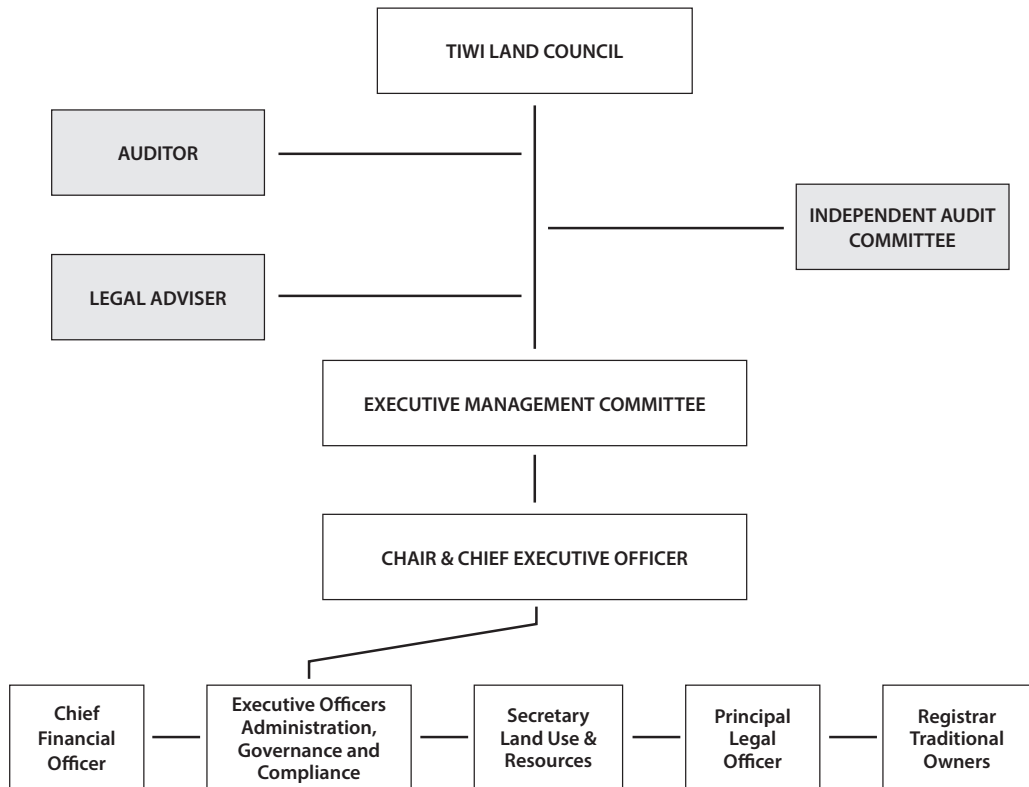 TIWI LAND COUNCIL
AUDITOR
INDEPENDENT AUDIT
COMMITTEE
LEGAL ADVISER
EXECUTIVE MANAGEMENT COMMITTEE
CHAIR & CHIEF EXECUTIVE OFFICER
Chief
Financial
Officer
Executive Officers
Administration,
Governance and
Compliance
Secretary
Land Use &
Resources
Principal
Legal
Officer
Registrar
Traditional
Owners